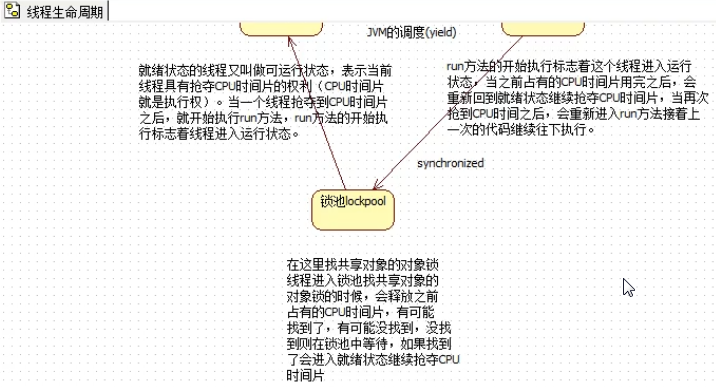 线程生命周期
JVM的调度(yield)
就绪状态的线程又叫做可运行状态，表示当前
线程具有抢夺CPU时间片的权利（CPU时间片
就是执行权）。当一个线程抢夺到CPU时间片
之后，就开始执行run方法，run方法的开始执
行标志着线程进入运行状态。
run方法的开始执行标志着这个线程进入运行
状态，当之前占有的CPU时间片用完之后，会
重新回到就绪状态继续抢夺CPU时间片，当再次
抢到CPU时间之后，会重新进入run方法接着上
一次的代码继续往下执行。
synchronized
锁池lockpool
在这里找共享对象的对象锁
线程进入锁池找共享对象的
对象锁的时候，会释放之前
占有的CPU时间片，有可能
找到了，有可能没找到，没找
到则在锁池中等待，如果找到
了会进入就绪状态继续抢夺CPU
时间片